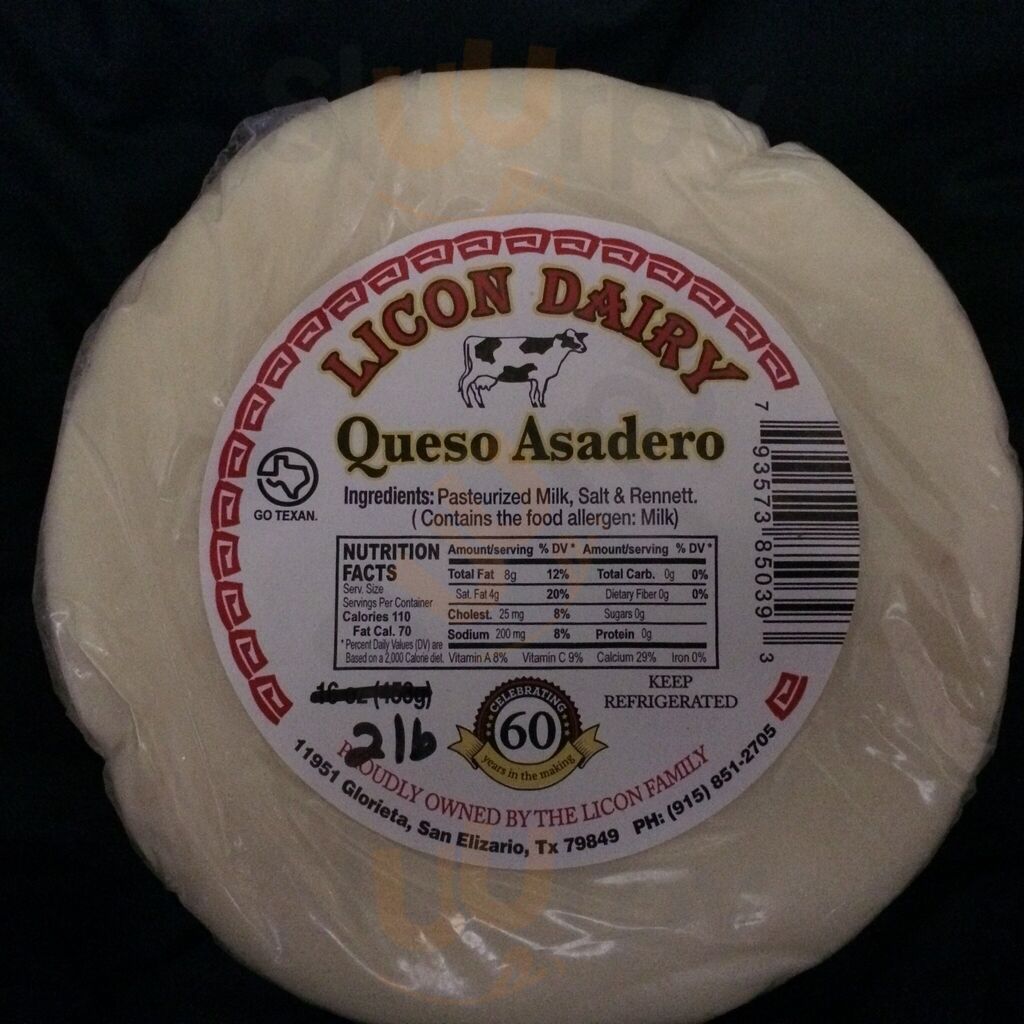 Sluurpy
LICON DAIRY
Queso Asadero
Ingredients: Pasteurized Milk, Salt & Rennett.
( Contains the food allergen: Milk)
GO TEXAN.
NUTRITION
FACTS
Serv. Size
Servings Per Container
Calories 110
Fat Cal. 70
*Percent Daily Values (DV) are
Based on a 2,000 Calorie diet.
Amount/serving % DV* Amount/serving % DV*
Total Fat 8g 12% Total Carb. 0g 0%
Sat. Fat 4g 20% Dietary Fiber 0g 0%
Cholest. 25 mg 8% Sugars 0g
Sodium 200 mg 8% Protein 0g
Vitamin A 8% Vitamin C 9% Calcium 29% Iron 0%
7 93573 85039 3
16 oz (453g)
2lb
CELEBRATING
60
years in the making
KEEP
REFRIGERATED
PROUDLY OWNED BY THE LICON FAMILY
11951 Glorieta, San Elizario, Tx 79849 PH: (915) 851-2705